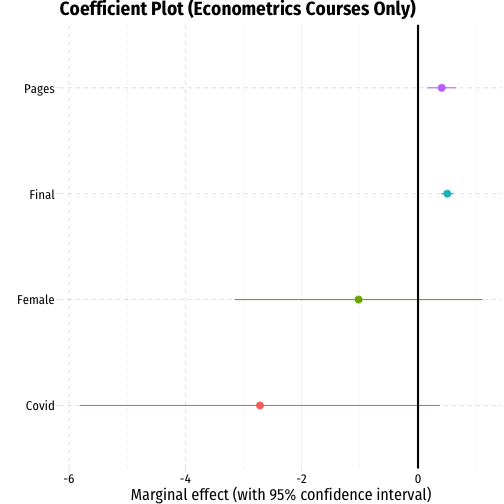 Coefficient Plot (Econometrics Courses Only)
Pages
Final
Female
Covid
-6 -4 -2 0
Marginal effect (with 95% confidence interval)